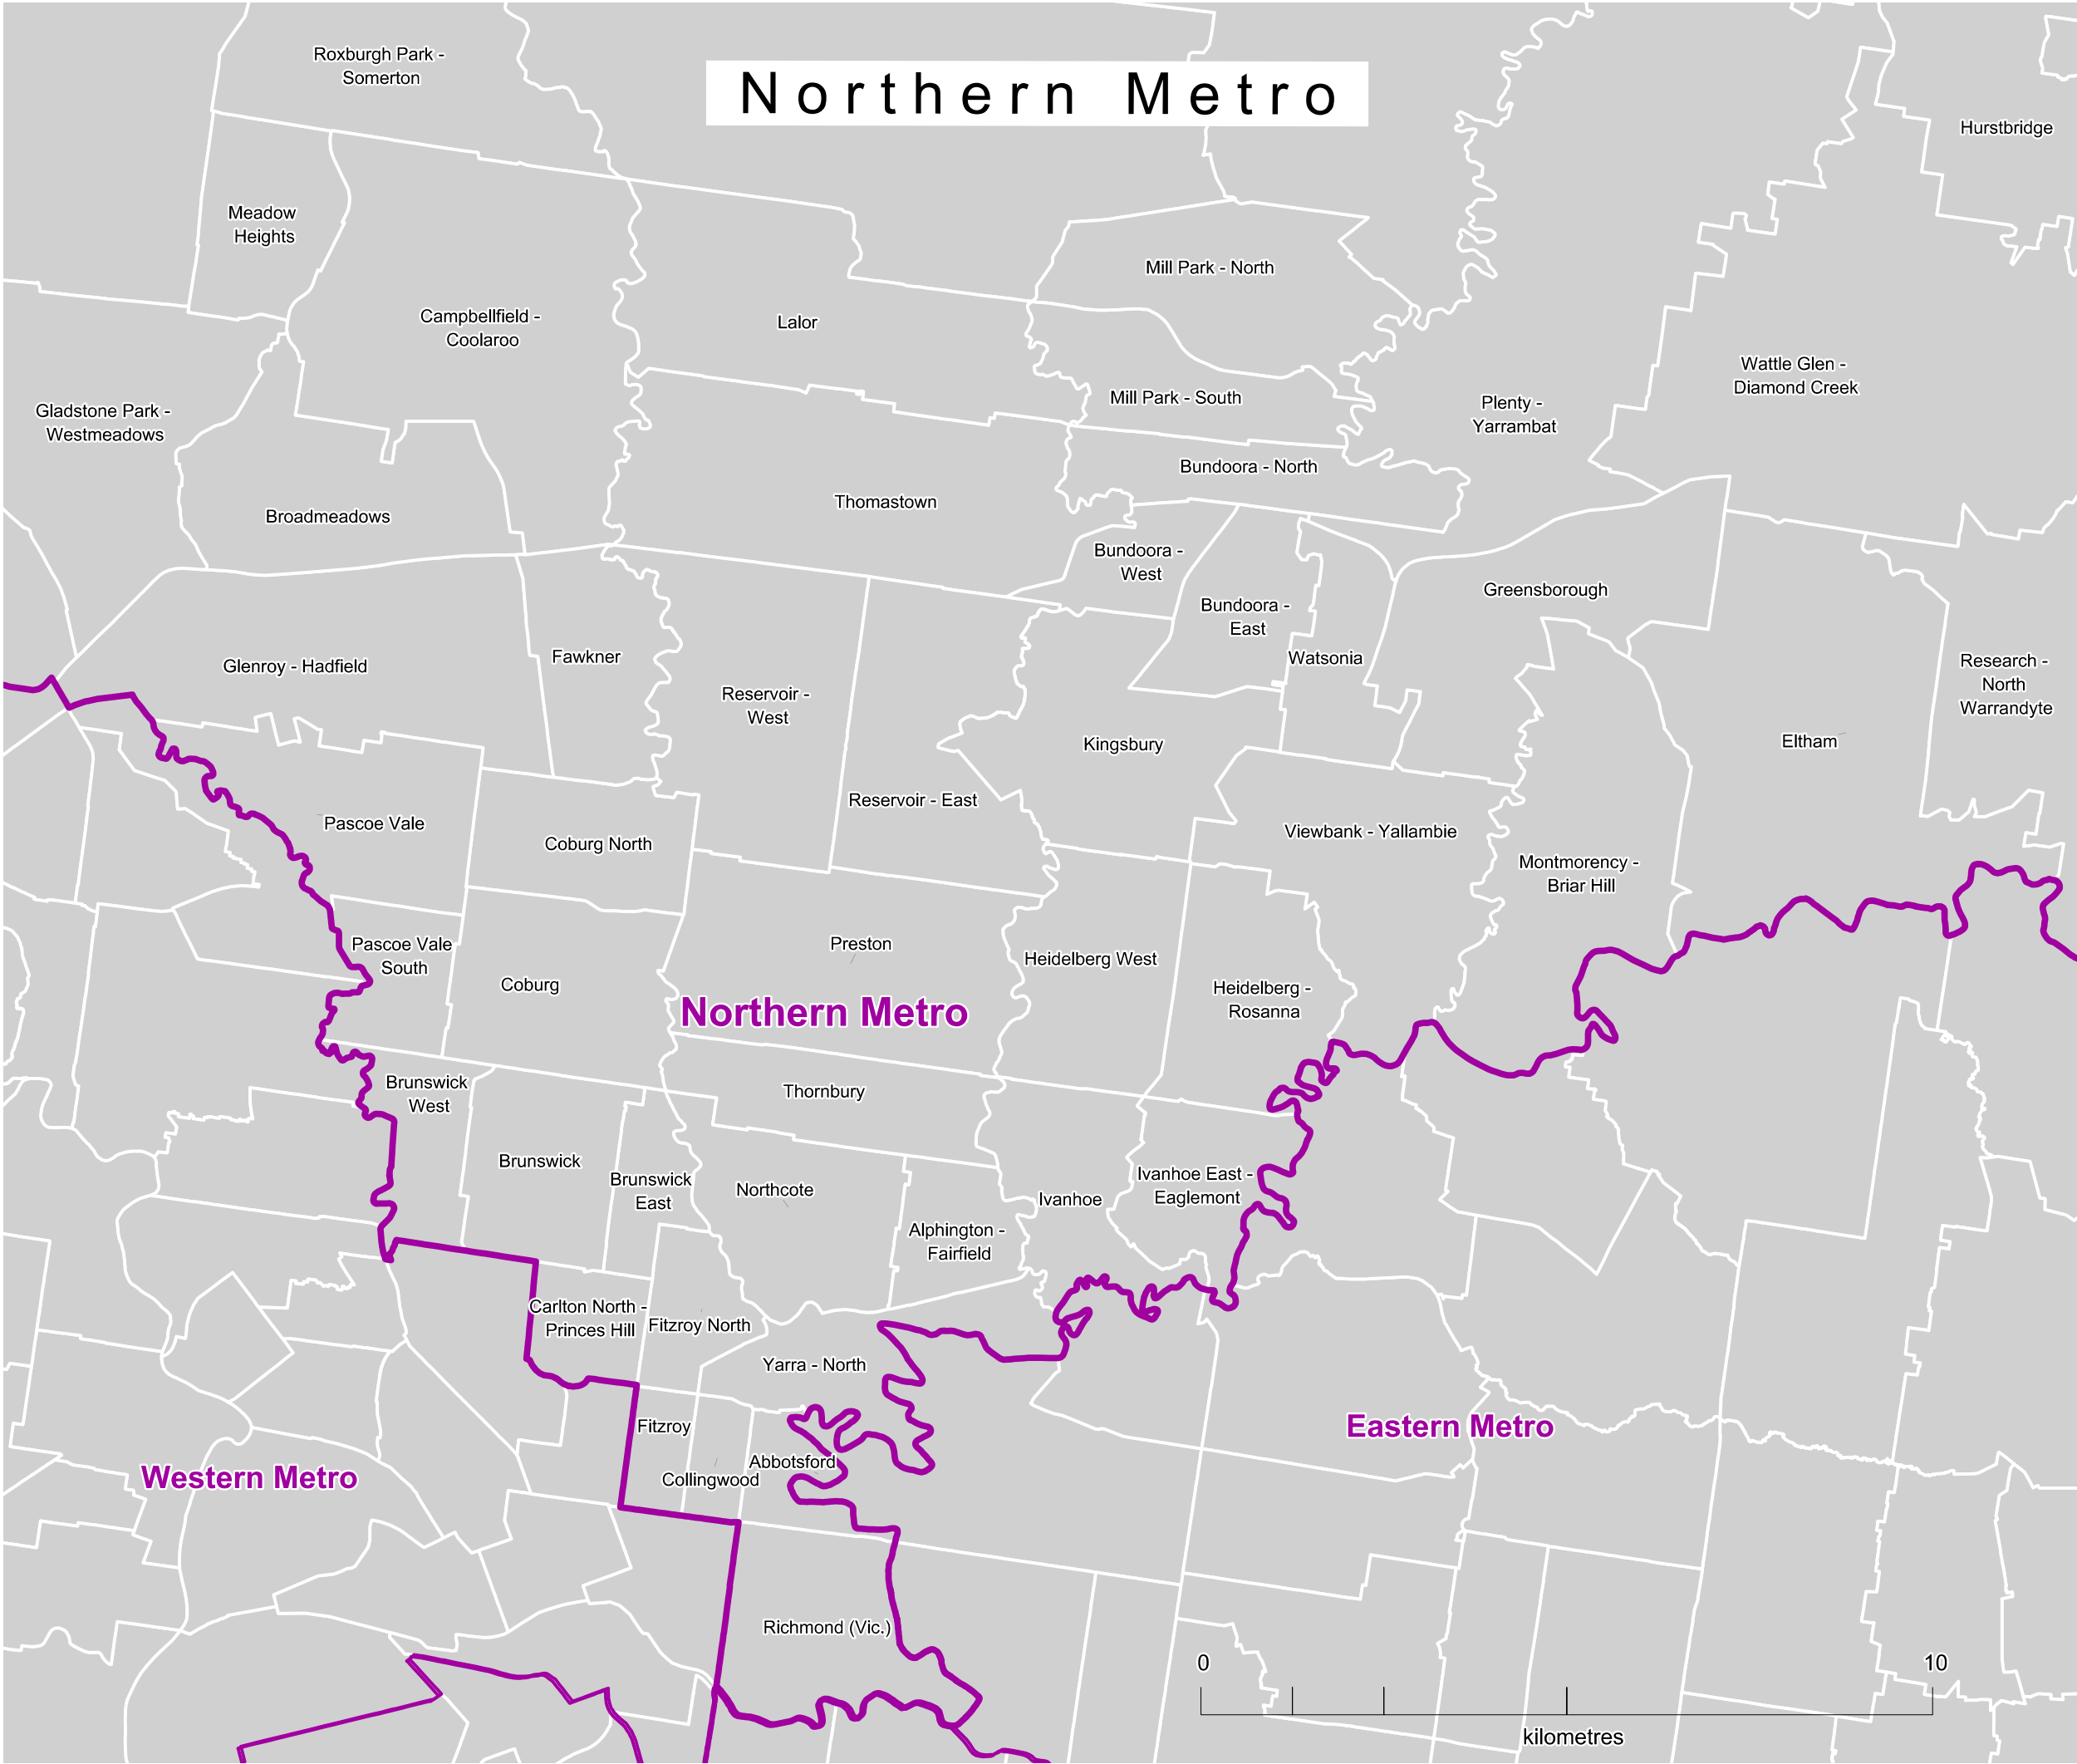 Roxburgh Park -
Somerton
Northern Metro
Hurstbridge
Meadow
Heights
Mill Park - North
Campbellfield -
Coolaroo
Lalor
Wattle Glen -
Diamond Creek
Mill Park - South
Gladstone Park -
Westmeadows
Plenty -
Yarrambat
Bundoora - North
Thomastown
Broadmeadows
Bundoora -
West
Greensborough
Bundoora -
East
Fawkner
Watsonia
Glenroy - Hadfield
Research -
North
Warrandyte
Reservoir -
West
Kingsbury
Eltham
Reservoir - East
Pascoe Vale
Viewbank - Yallambie
Coburg North
Montmorency -
Briar Hill
Pascoe Vale
South
Preston
Heidelberg West
Coburg
Heidelberg -
Rosanna
Northern Metro
Brunswick
West
Thornbury
Brunswick
Brunswick
East
Northcote
Ivanhoe
Ivanhoe East -
Eaglemont
Alphington -
Fairfield
Carlton North -
Princes Hill
Fitzroy North
Yarra - North
Fitzroy
Eastern Metro
Abbotsford
Collingwood
Western Metro
Richmond (Vic.)
0 10
kilometres